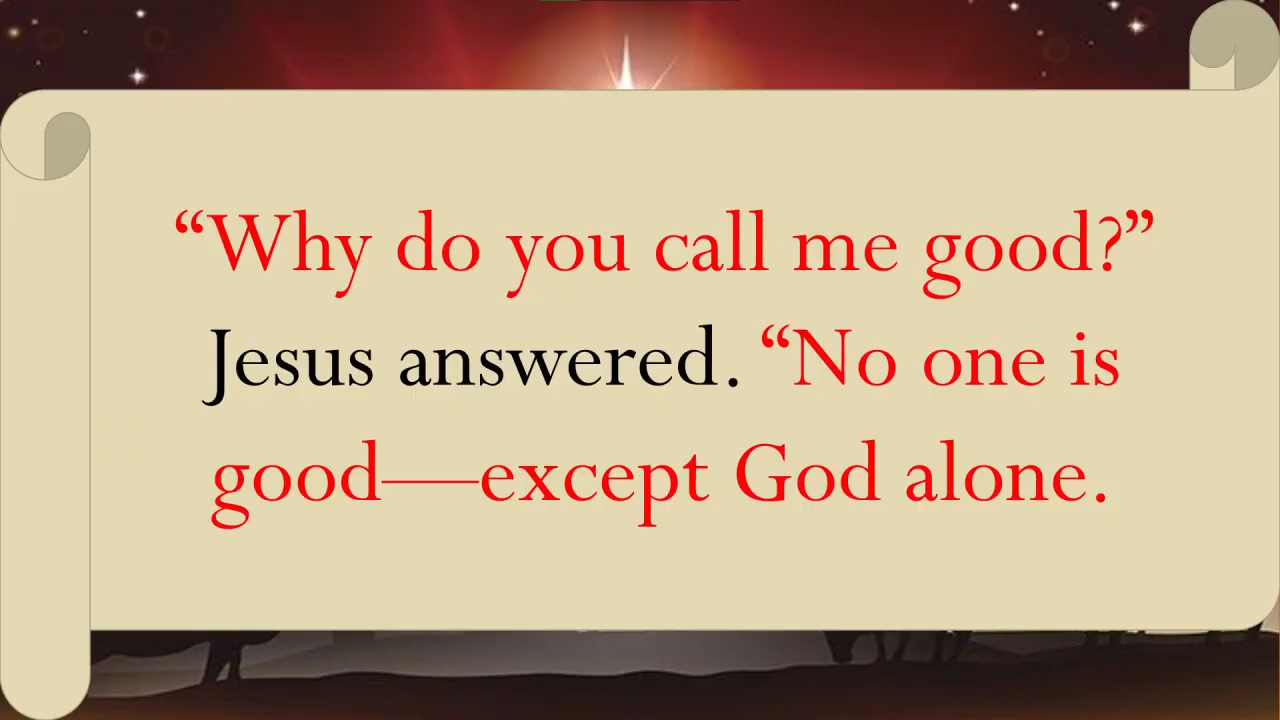 “Why do you call me good?”
Jesus answered. “No one is
good—except God alone.